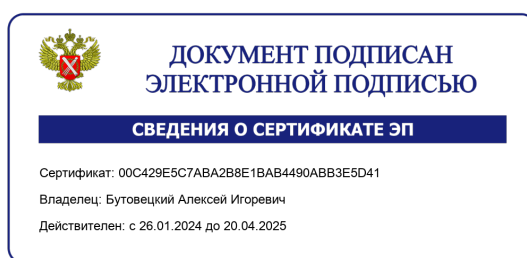 ДОКУМЕНТ ПОДПИСАН
ЭЛЕКТРОННОЙ ПОДПИСЬЮ
СВЕДЕНИЯ О СЕРТИФИКАТЕ ЭП
Сертификат: 00C429E5C7ABA2B8E1BAB4490ABB3E5D41
Владелец: Бутовецкий Алексей Игоревич
Действителен: с 26.01.2024 до 20.04.2025